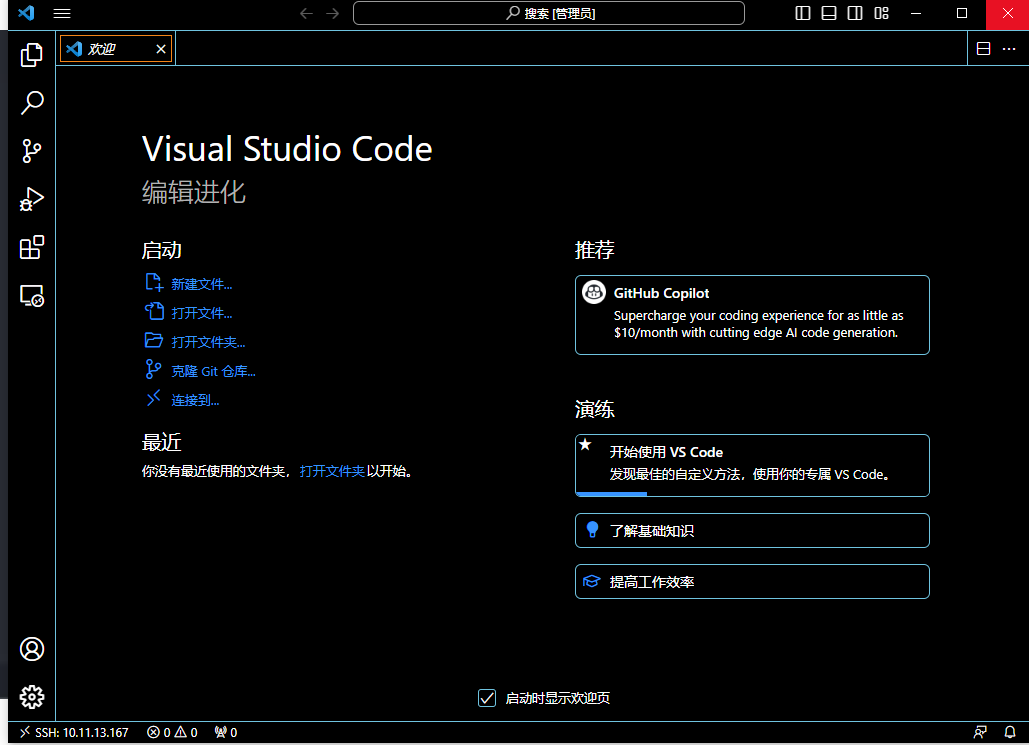 搜索 [管理员]
欢迎
Visual Studio Code
编辑进化
启动
新建文件...
打开文件...
打开文件夹...
克隆 Git 仓库...
连接到...
最近
你没有最近使用的文件夹，打开文件夹以开始。
推荐
GitHub Copilot
Supercharge your coding experience for as little as
$10/month with cutting edge AI code generation.
演练
开始使用 VS Code
发现最佳的自定义方法，使用你的专属 VS Code。
了解基础知识
提高工作效率
启动时显示欢迎页
SSH: 10.11.13.167 0 0 0